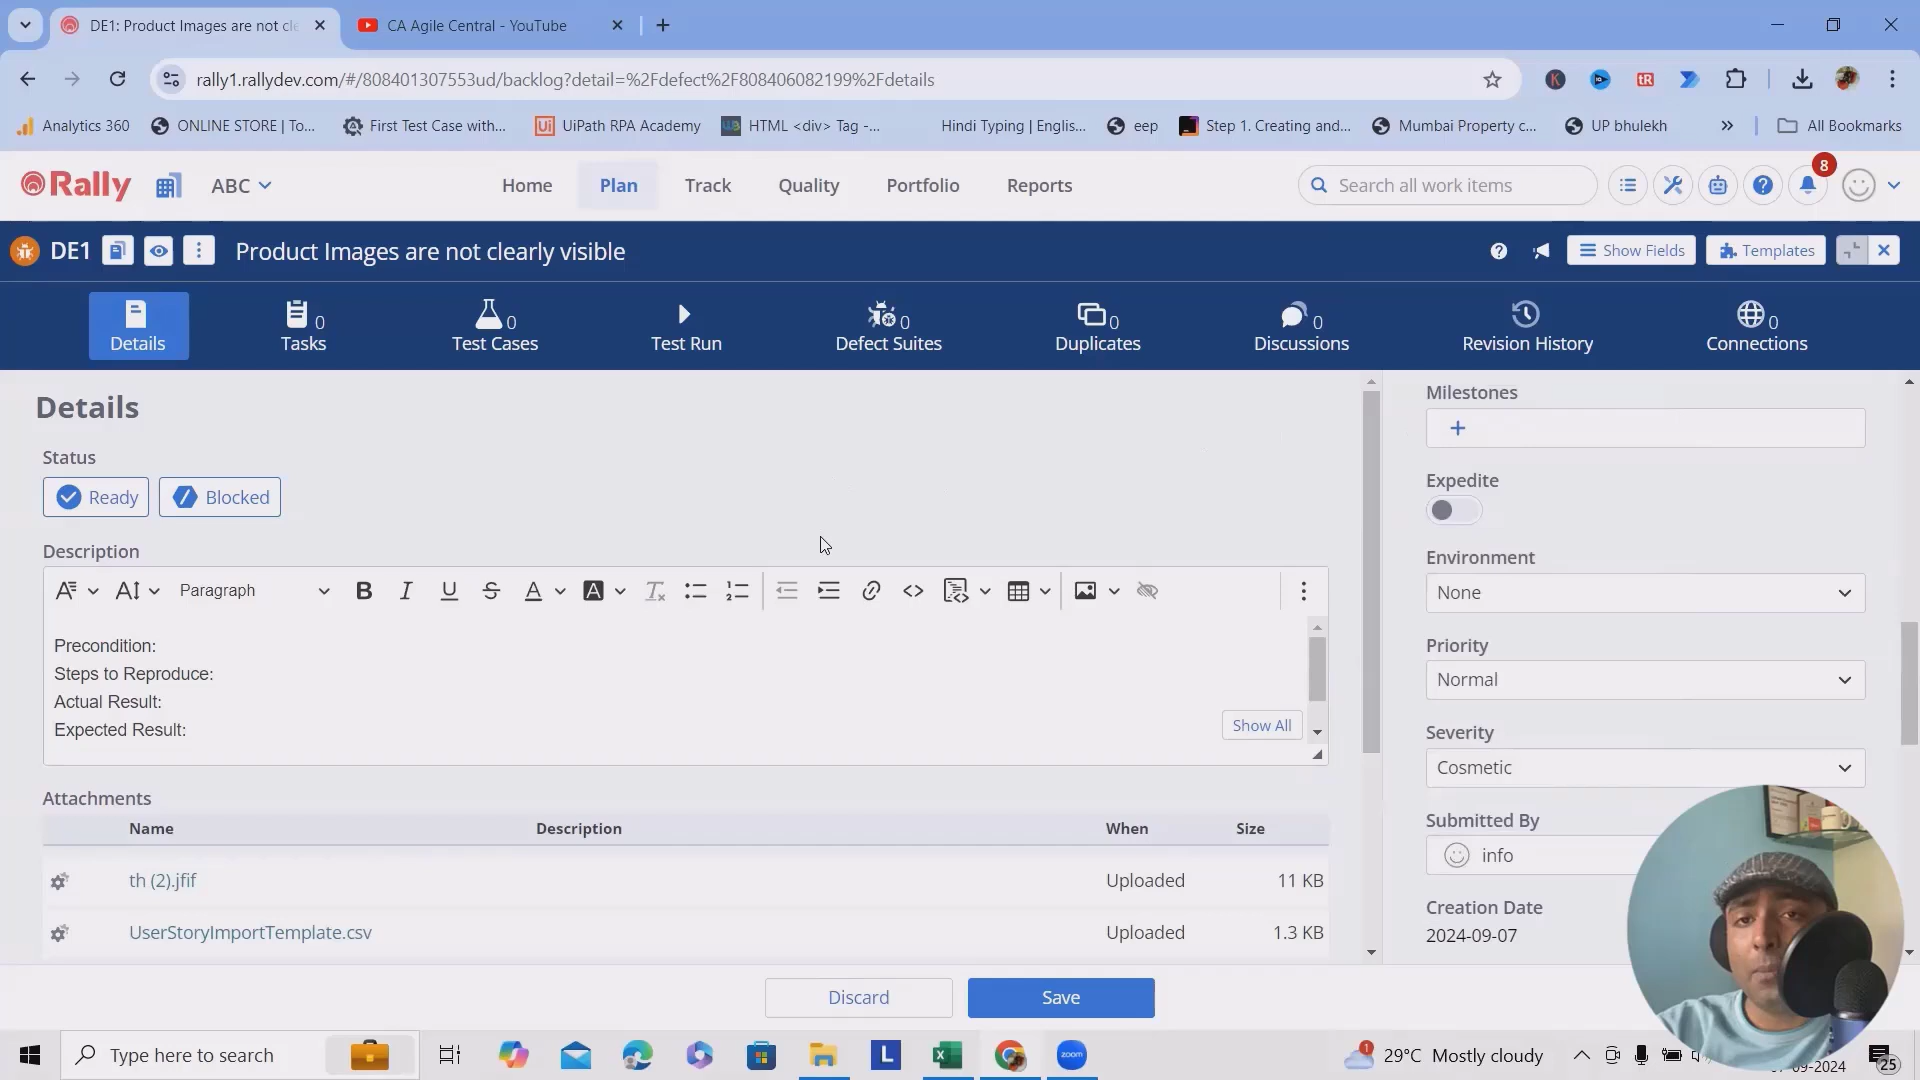 DE1: Product Images are not cle
CA Agile Central - YouTube
rally1.rallydev.com/#/808401307553ud/backlog?detail=%2Fdefect%2F808406082199%2Fdetails
Analytics 360
ONLINE STORE | To...
First Test Case with...
Ui
UiPath RPA Academy
HTML <div> Tag -...
Hindi Typing | Englis...
eep
Step 1. Creating and...
Mumbai Property c...
UP bhulekh
All Bookmarks
Rally
ABC
Home
Plan
Track
Quality
Portfolio
Reports
Search all work items
8
DE1
Product Images are not clearly visible
Show Fields
Templates
Details
0
Tasks
0
Test Cases
Test Run
0
Defect Suites
0
Duplicates
0
Discussions
Revision History
0
Connections
Details
Status
Ready
Blocked
Description
Paragraph
Precondition:
Steps to Reproduce:
Actual Result:
Expected Result:
Show All
Attachments
Name
Description
When
Size
th (2).jfif
Uploaded
11 KB
UserStoryImportTemplate.csv
Uploaded
1.3 KB
Milestones
Expedite
Environment
None
Priority
Normal
Severity
Cosmetic
Submitted By
info
Creation Date
2024-09-07
Discard
Save
Type here to search
L
zoom
1
29°C Mostly cloudy
-09-2024
25